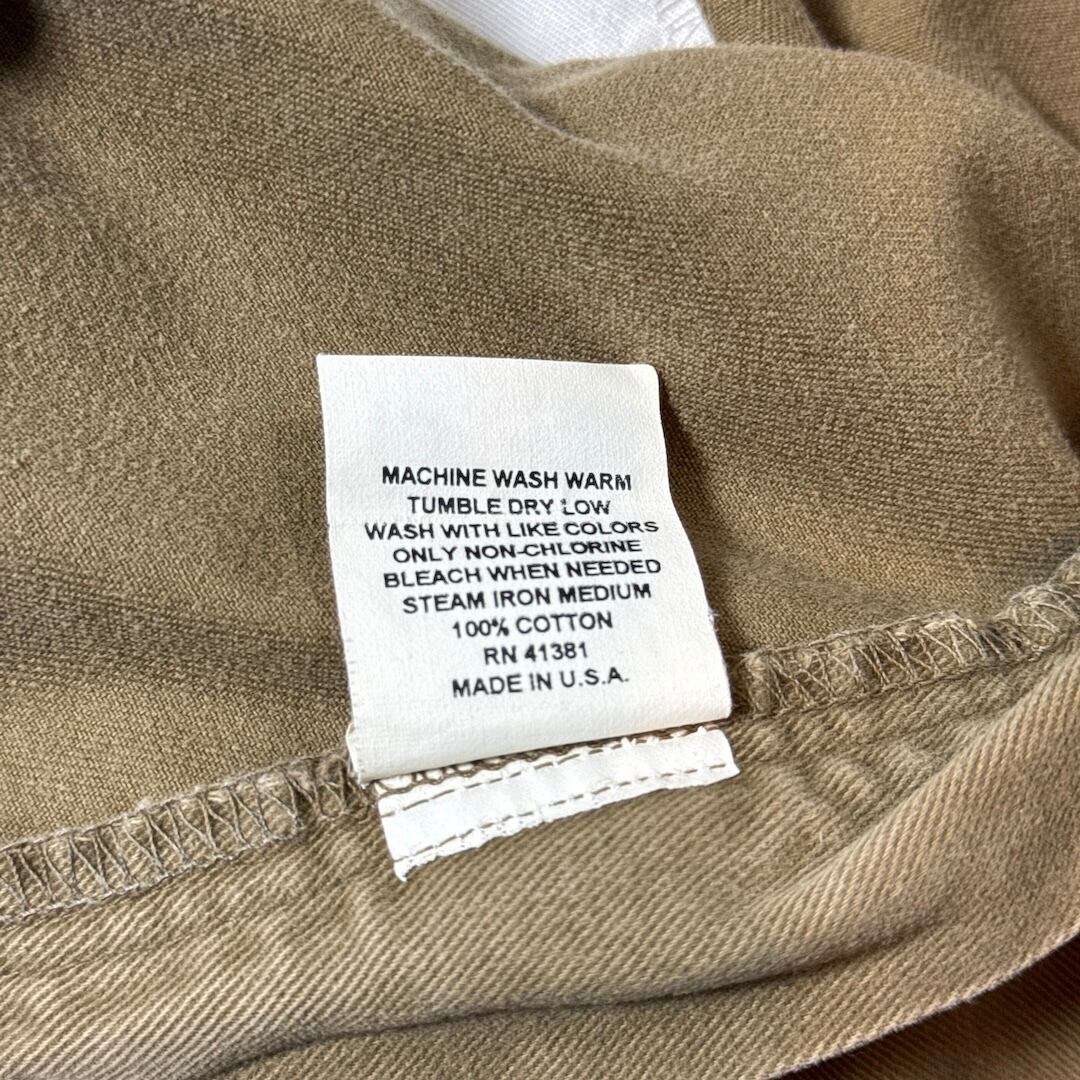 MACHINE WASH WARM
TUMBLE DRY LOW
WASH WITH LIKE COLORS
ONLY NON-CHLORINE
BLEACH WHEN NEEDED
STEAM IRON MEDIUM
100% COTTON
RN 41381
MADE IN U.S.A.